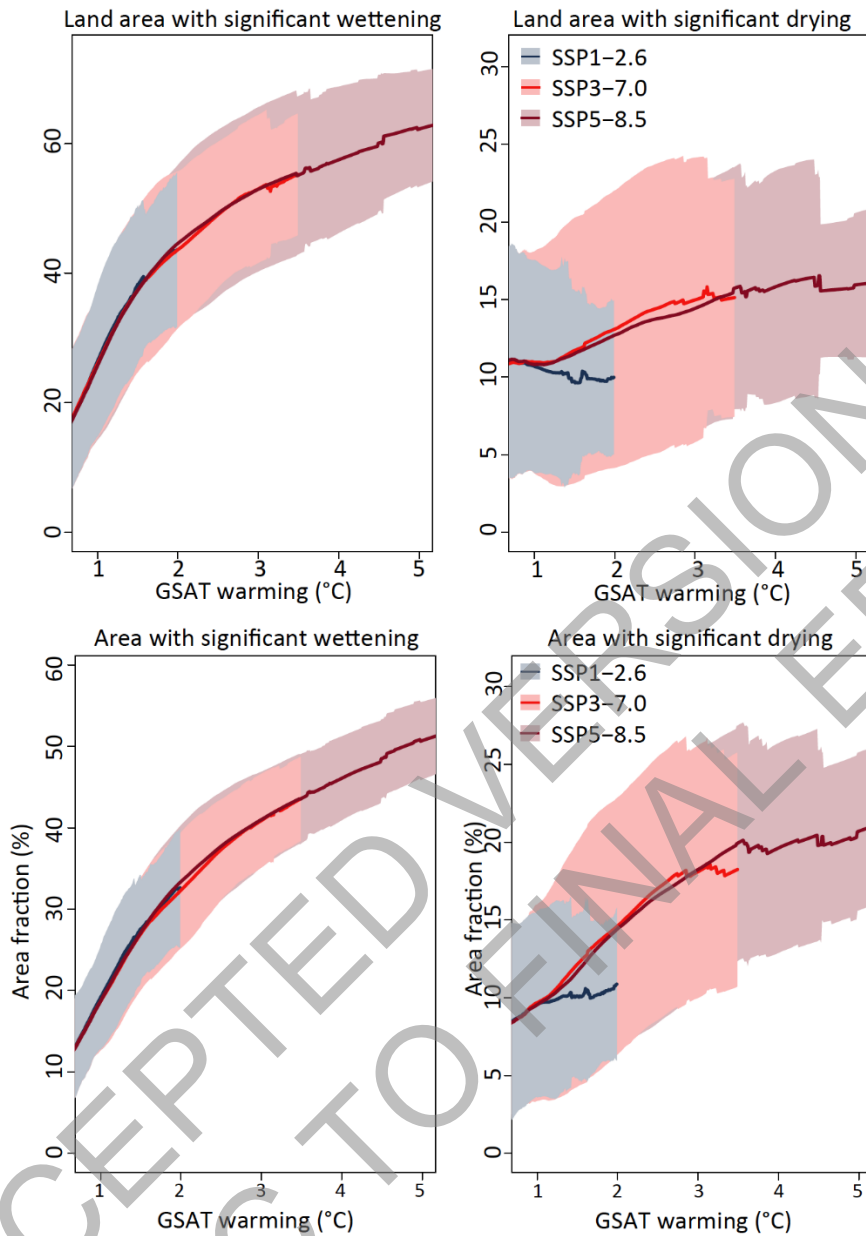 Land area with significant wettening
Land area with significant drying
60
40
20
0
1 2 3 4 5
GSAT warming (°C)
30
25
20
15
10
5
0
SSP1−2.6
SSP3−7.0
SSP5−8.5
1 2 3 4 5
GSAT warming (°C)
Area with significant wettening
Area with significant drying
Area fraction (%)
60
50
40
30
20
10
0
1 2 3 4 5
GSAT warming (°C)
Area fraction (%)
30
25
20
15
10
5
0
SSP1−2.6
SSP3−7.0
SSP5−8.5
1 2 3 4 5
GSAT warming (°C)
CEPTED VERSION
TO FINAL E